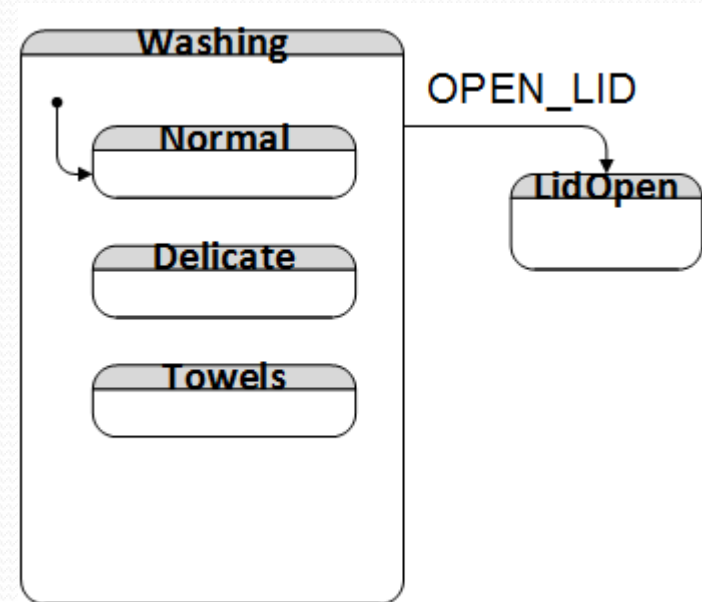 Washing
OPEN_LID
Normal
LidOpen
Delicate
Towels